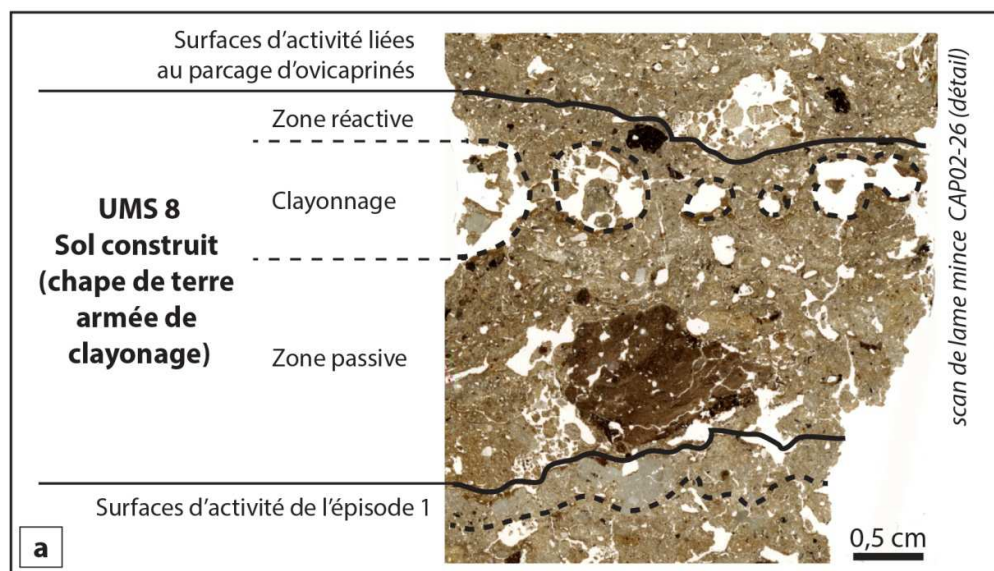 Surfaces d'activité liées
au parcage d'ovicaprinés
Zone réactive
Clayonnage
UMS 8
Sol construit
(chape de terre
armée de
clayonage)
Zone passive
Surfaces d'activité de l'épisode 1
a
0,5 cm
scan de lame mince CAP02-26 (détail)